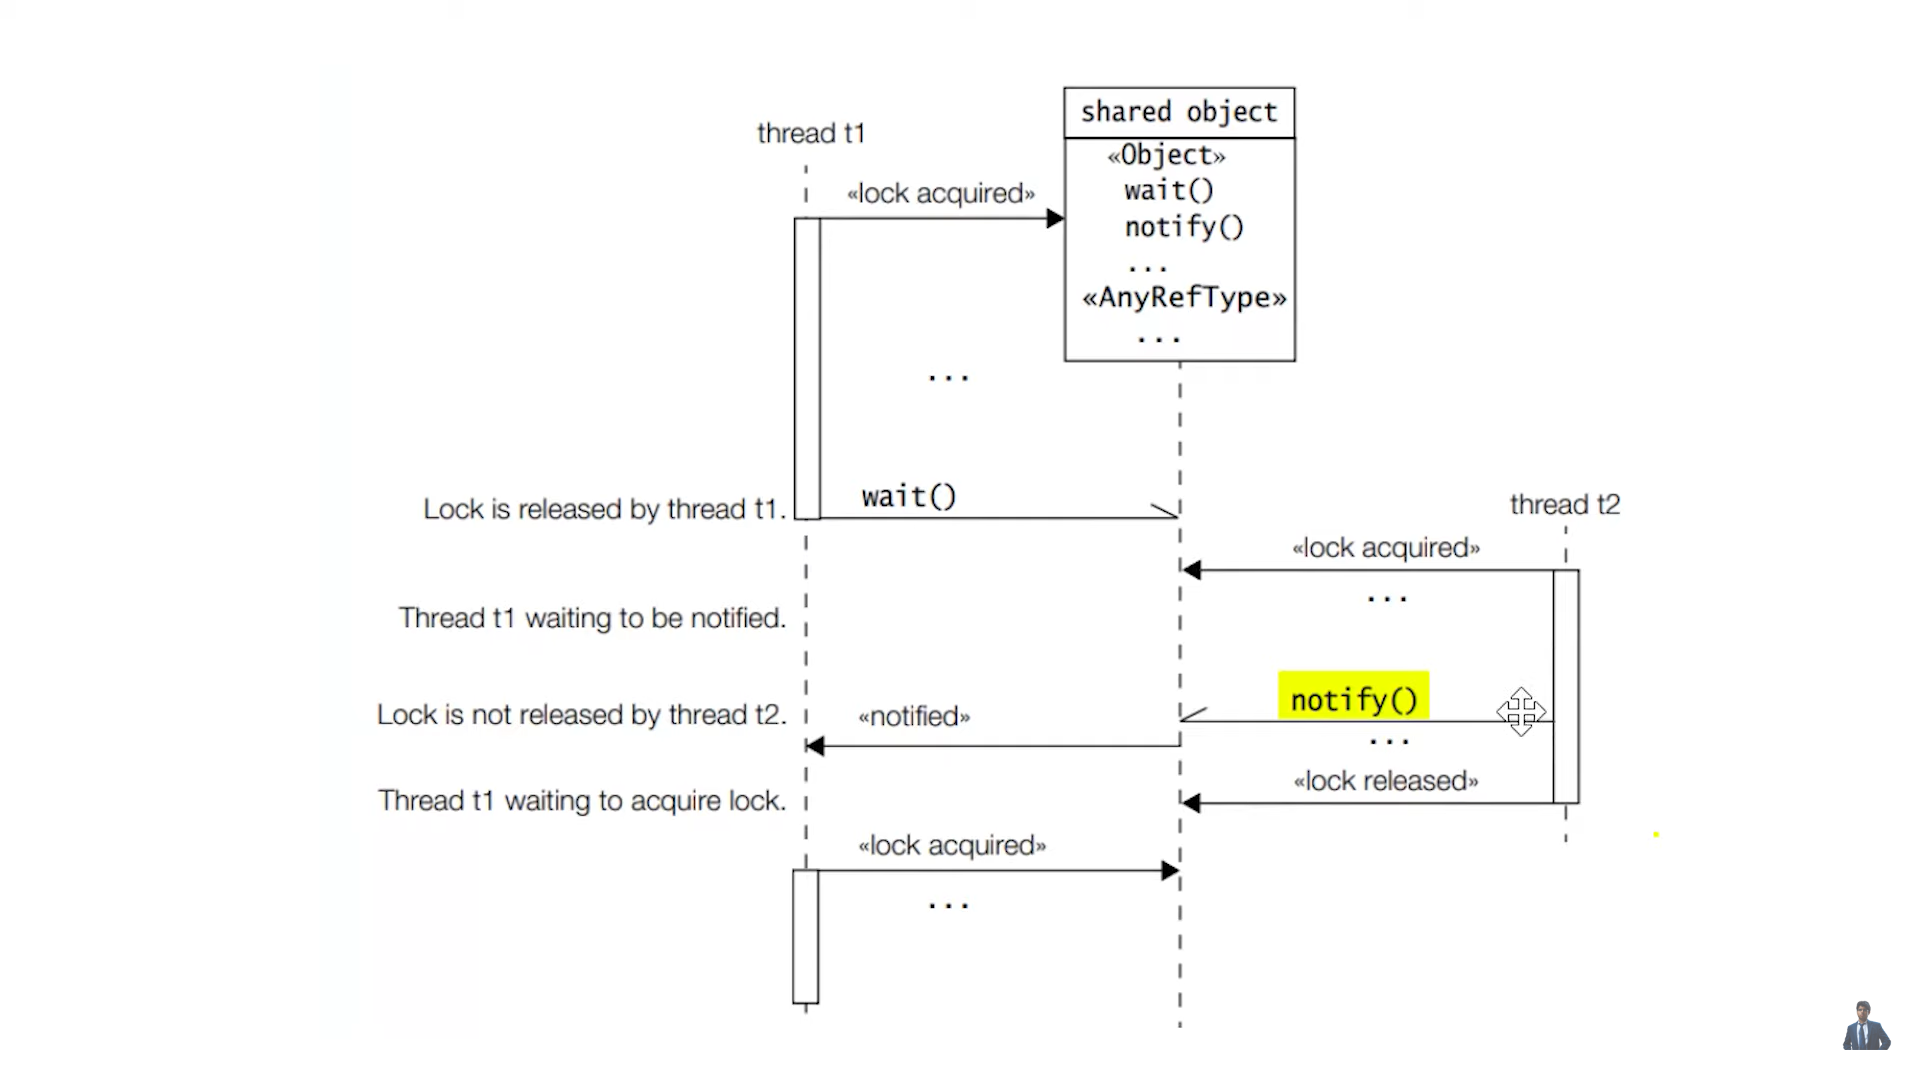 shared object
«Object»
wait()
notify()
...
«AnyRefType»
...
thread t1
«lock acquired»
...
wait()
Lock is released by thread t1.
thread t2
«lock acquired»
...
Thread t1 waiting to be notified.
notify()
Lock is not released by thread t2.
«notified»
...
«lock released»
Thread t1 waiting to acquire lock.
«lock acquired»
...